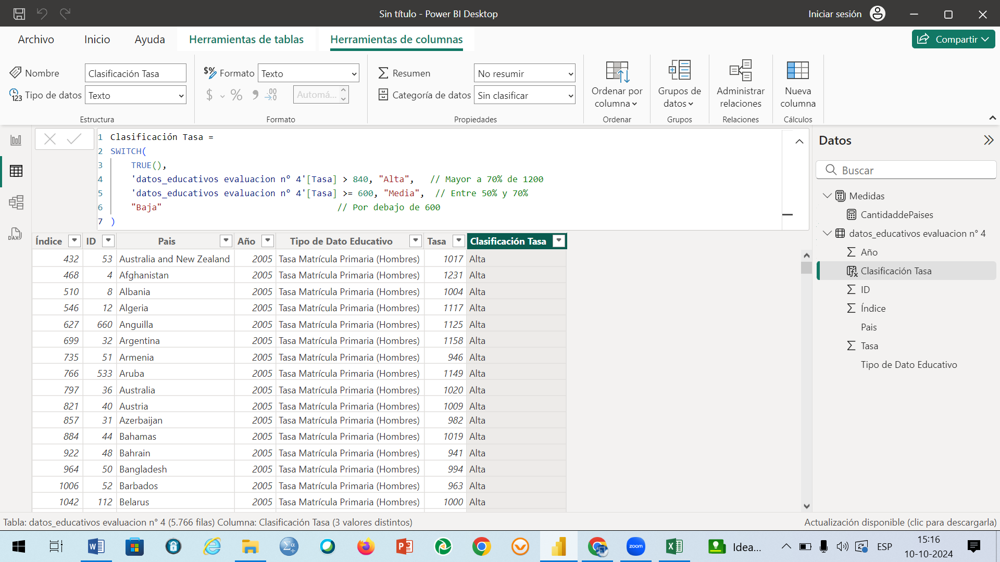 Sin título - Power BI Desktop
Iniciar sesión
Archivo Inicio Ayuda Herramientas de tablas Herramientas de columnas
Compartir
Nombre Clasificación Tasa
Tipo de datos Texto
Estructura
$% Formato Texto
$ % 9 .00 Automá...
Formato
Resumen No resumir
Categoría de datos Sin clasificar
Propiedades
Ordenar por
columna
Ordenar
Grupos de
datos
Grupos
Administrar
relaciones
Relaciones
Nueva
columna
Cálculos
1 Clasificación Tasa =
2 SWITCH(
3 TRUE(),
4 'datos_educativos evaluacion n° 4'[Tasa] > 840, "Alta", // Mayor a 70% de 1200
5 'datos_educativos evaluacion n° 4'[Tasa] >= 600, "Media", // Entre 50% y 70%
6 "Baja" // Por debajo de 600
7 )
Índice ID Pais Año Tipo de Dato Educativo Tasa Clasificación Tasa
432 53 Australia and New Zealand 2005 Tasa Matrícula Primaria (Hombres) 1017 Alta
468 4 Afghanistan 2005 Tasa Matrícula Primaria (Hombres) 1231 Alta
510 8 Albania 2005 Tasa Matrícula Primaria (Hombres) 1004 Alta
546 12 Algeria 2005 Tasa Matrícula Primaria (Hombres) 1117 Alta
627 660 Anguilla 2005 Tasa Matrícula Primaria (Hombres) 1125 Alta
699 32 Argentina 2005 Tasa Matrícula Primaria (Hombres) 1158 Alta
735 51 Armenia 2005 Tasa Matrícula Primaria (Hombres) 946 Alta
766 533 Aruba 2005 Tasa Matrícula Primaria (Hombres) 1149 Alta
797 36 Australia 2005 Tasa Matrícula Primaria (Hombres) 1020 Alta
821 40 Austria 2005 Tasa Matrícula Primaria (Hombres) 1009 Alta
857 31 Azerbaijan 2005 Tasa Matrícula Primaria (Hombres) 982 Alta
884 44 Bahamas 2005 Tasa Matrícula Primaria (Hombres) 1019 Alta
922 48 Bahrain 2005 Tasa Matrícula Primaria (Hombres) 941 Alta
964 50 Bangladesh 2005 Tasa Matrícula Primaria (Hombres) 994 Alta
1006 52 Barbados 2005 Tasa Matrícula Primaria (Hombres) 963 Alta
1042 112 Belarus 2005 Tasa Matrícula Primaria (Hombres) 1000 Alta
Datos
Buscar
Medidas
CantidaddePaises
datos_educativos evaluacion n° 4
Año
Clasificación Tasa
ID
Índice
Pais
Tasa
Tipo de Dato Educativo
Tabla: datos_educativos evaluacion n° 4 (5.766 filas) Columna: Clasificación Tasa (3 valores distintos)
Actualización disponible (clic para descargarla)
zoom
Idea...
ESP
15:16
10-10-2024